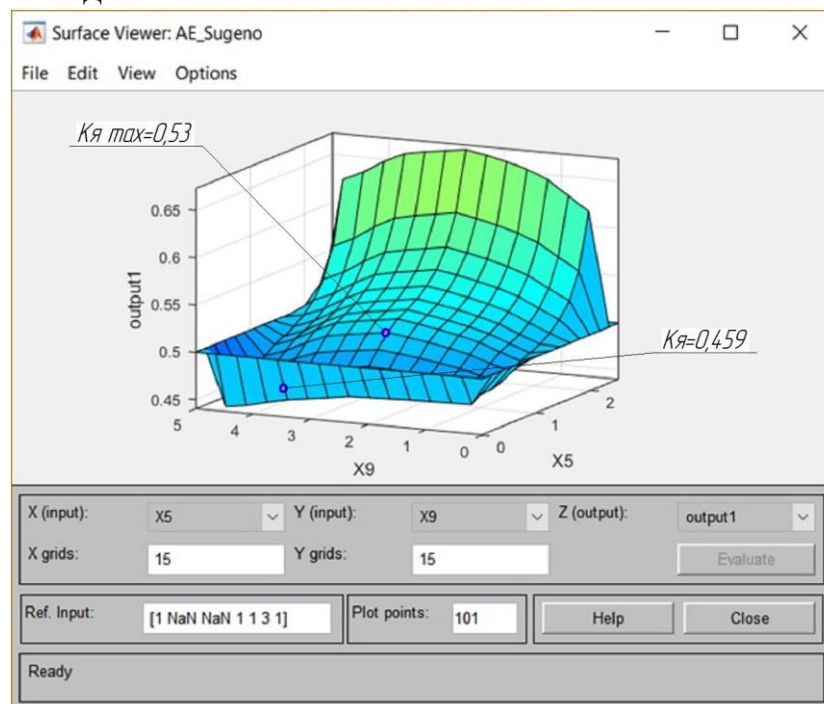 Surface Viewer: AE_Sugeno
File Edit View Options
Kя max=0,53
0.65
0.6
0.55
0.5
0.45
output1
Kя=0,459
5 4 3 2 1 0
X9
0 1 2
X5
X (input): X5 Y (input): X9 Z (output): output1
X grids: 15 Y grids: 15 Evaluate
Ref. Input: [1 NaN NaN 1 1 3 1] Plot points: 101 Help Close
Ready